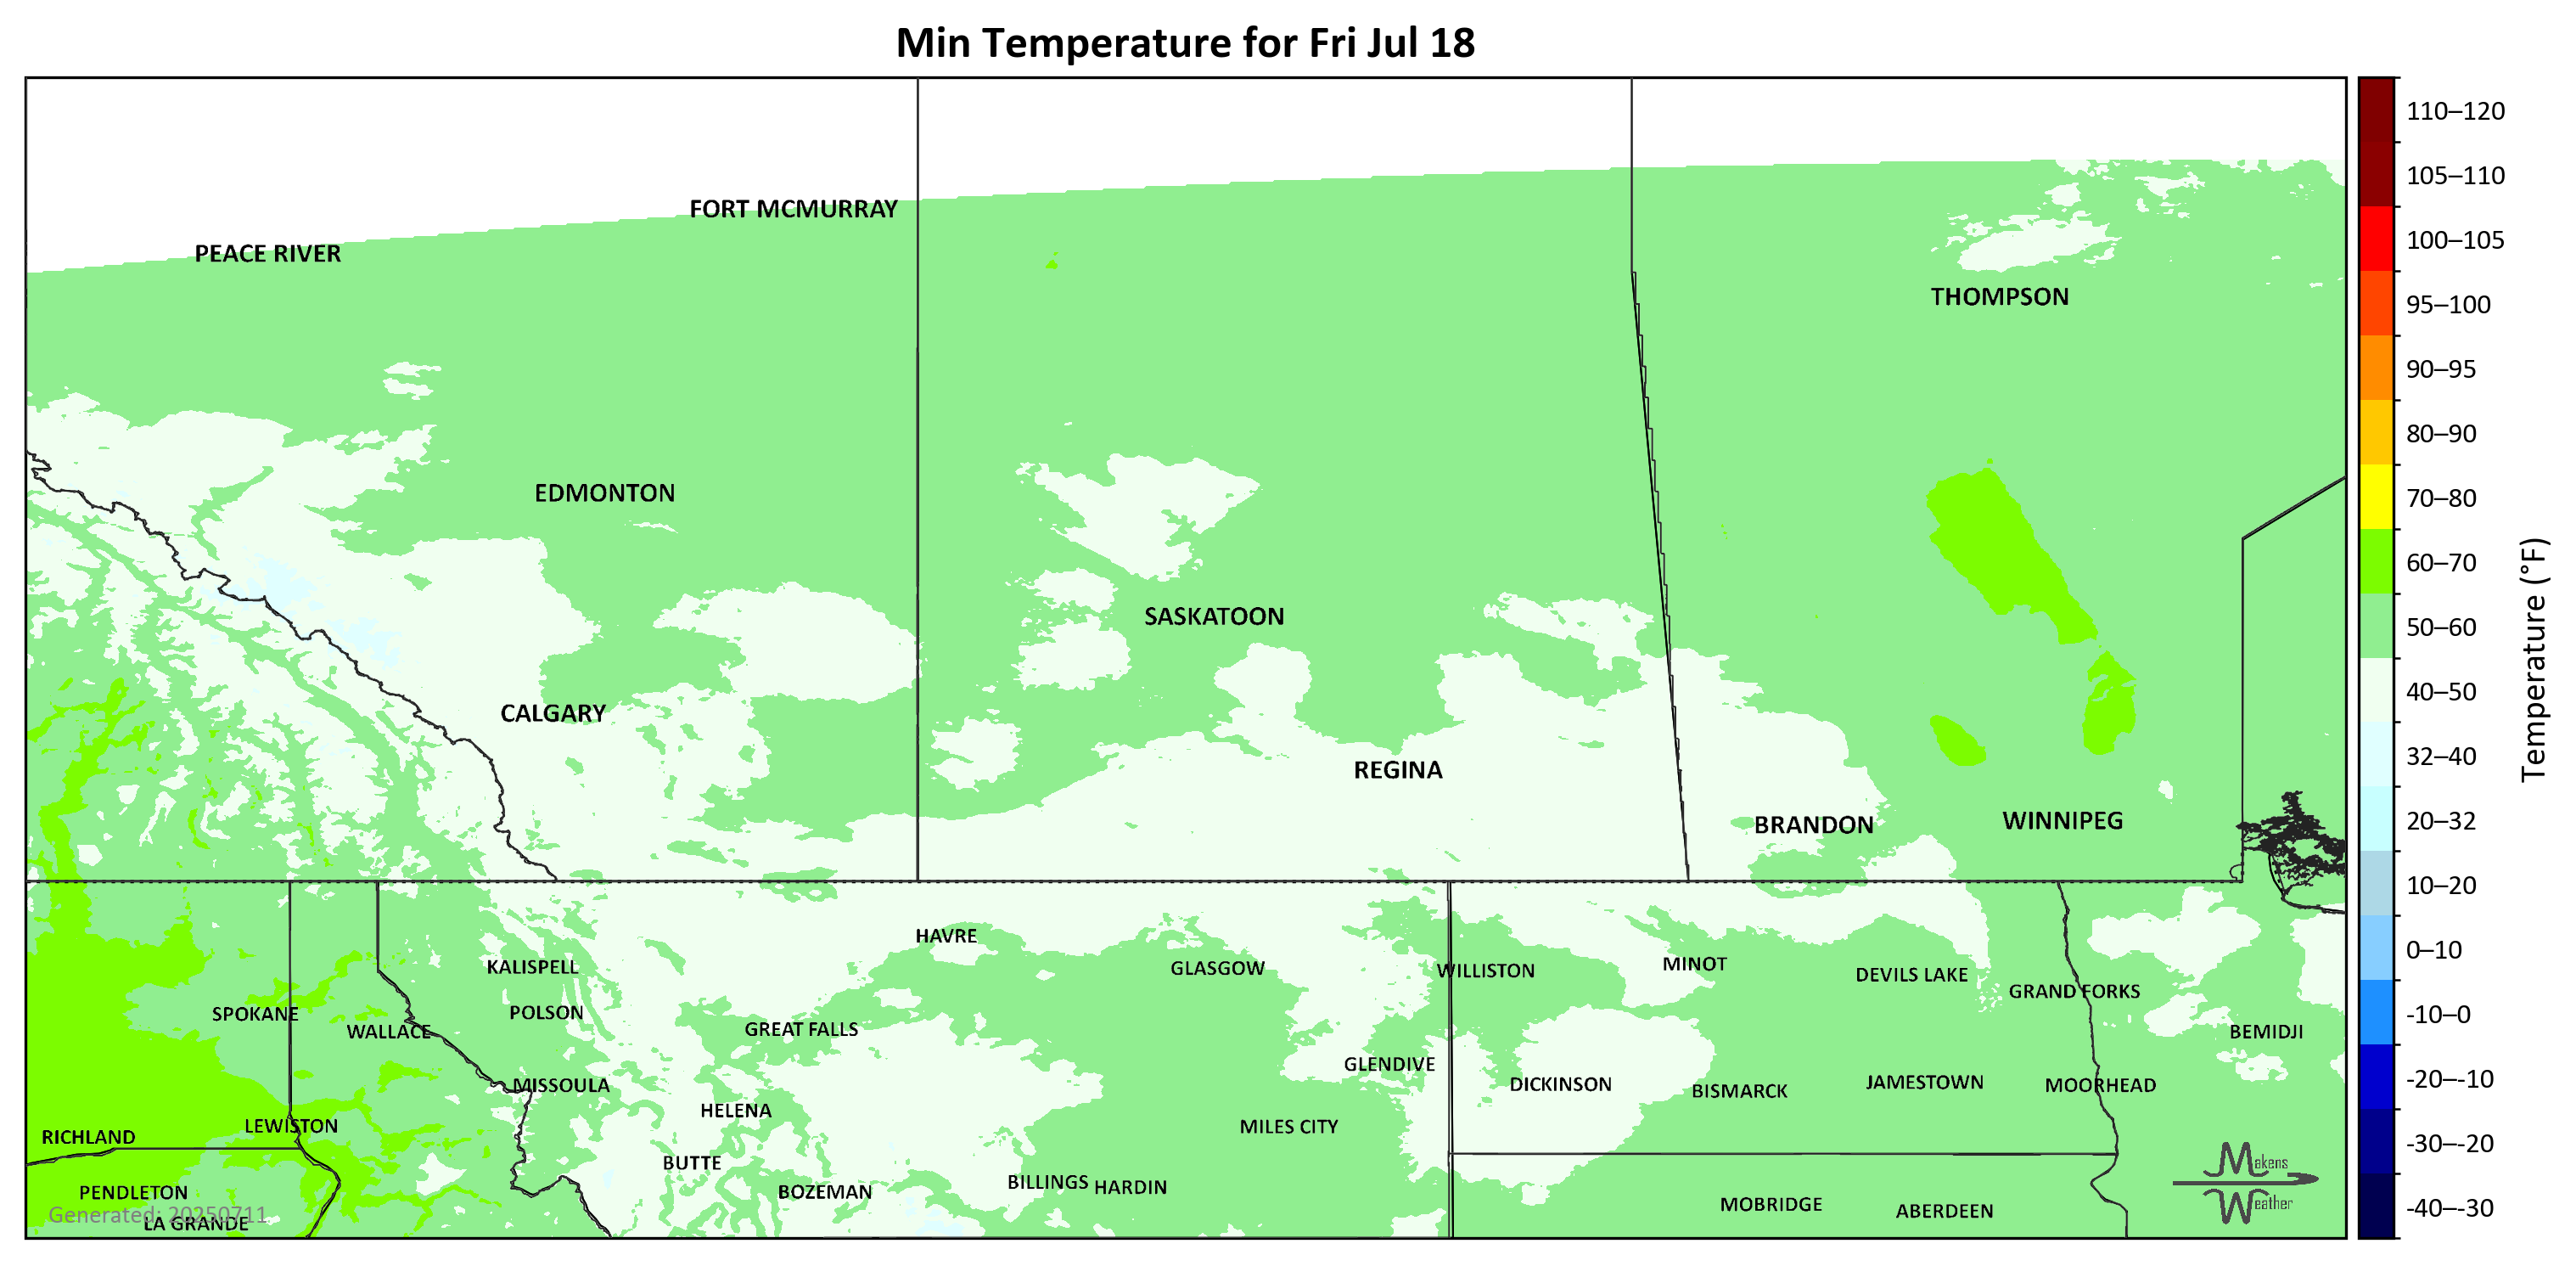 Min Temperature for Fri Jul 18
110–120
105–110
FORT MCMURRAY
100–105
PEACE RIVER
THOMPSON
95–100
90–95
80–90
EDMONTON
70–80
60–70
SASKATOON
50–60
Temperature (°F)
40–50
CALGARY
32–40
REGINA
20–32
BRANDON
WINNIPEG
10–20
HAVRE
0–10
KALISPELL
GLASGOW
WILLISTON
MINOT
DEVILS LAKE
GRAND FORKS
SPOKANE
POLSON
-10–0
WALLACE
GREAT FALLS
BEMIDJI
GLENDIVE
-20–-10
MISSOULA
DICKINSON
BISMARCK
JAMESTOWN
MOORHEAD
HELENA
LEWISTON
MILES CITY
RICHLAND
-30–-20
BUTTE
Makens
PENDLETON
BOZEMAN
BILLINGS
HARDIN
Weather
MOBRIDGE
ABERDEEN
-40–-30
Generated: 20250711
LA GRANDE